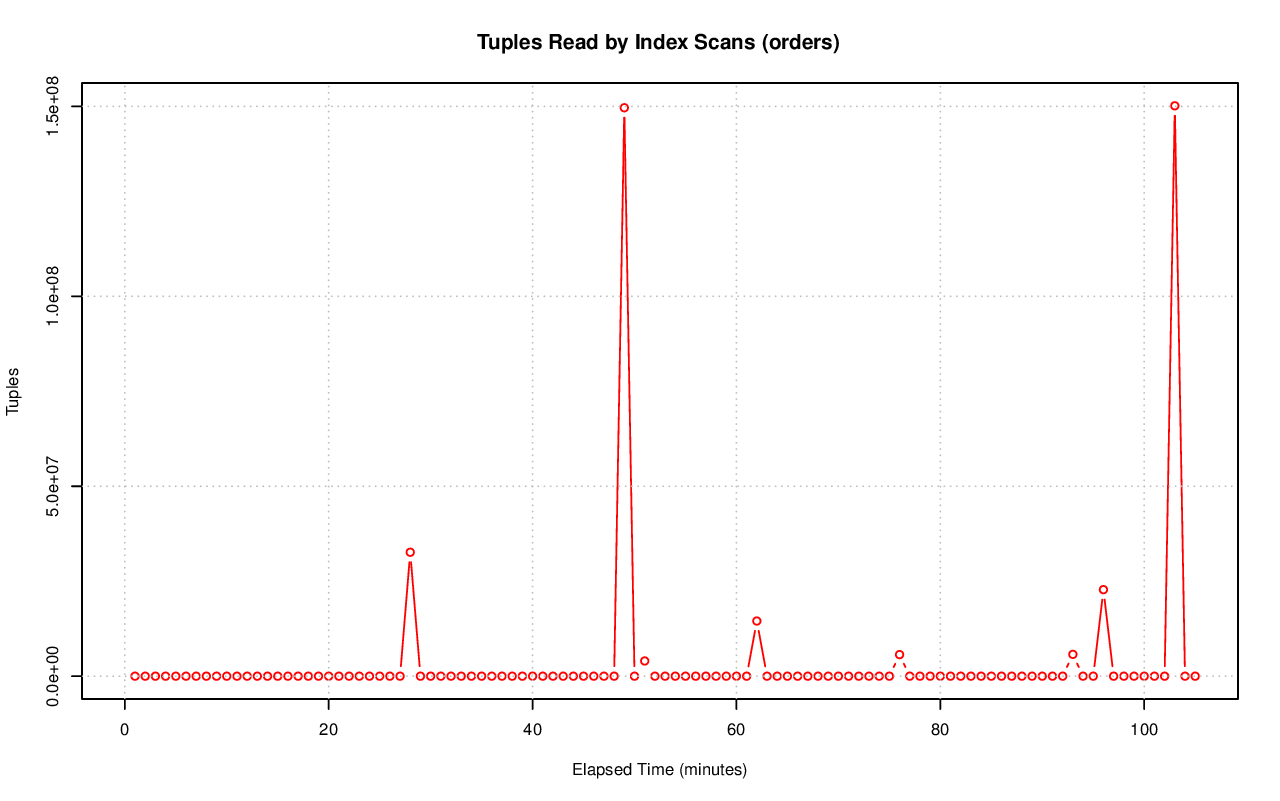 Tuples Read by Index Scans (orders)
1.5e+08
1.0e+08
5.0e+07
0.0e+00
Tuples
0 20 40 60 80 100
Elapsed Time (minutes)